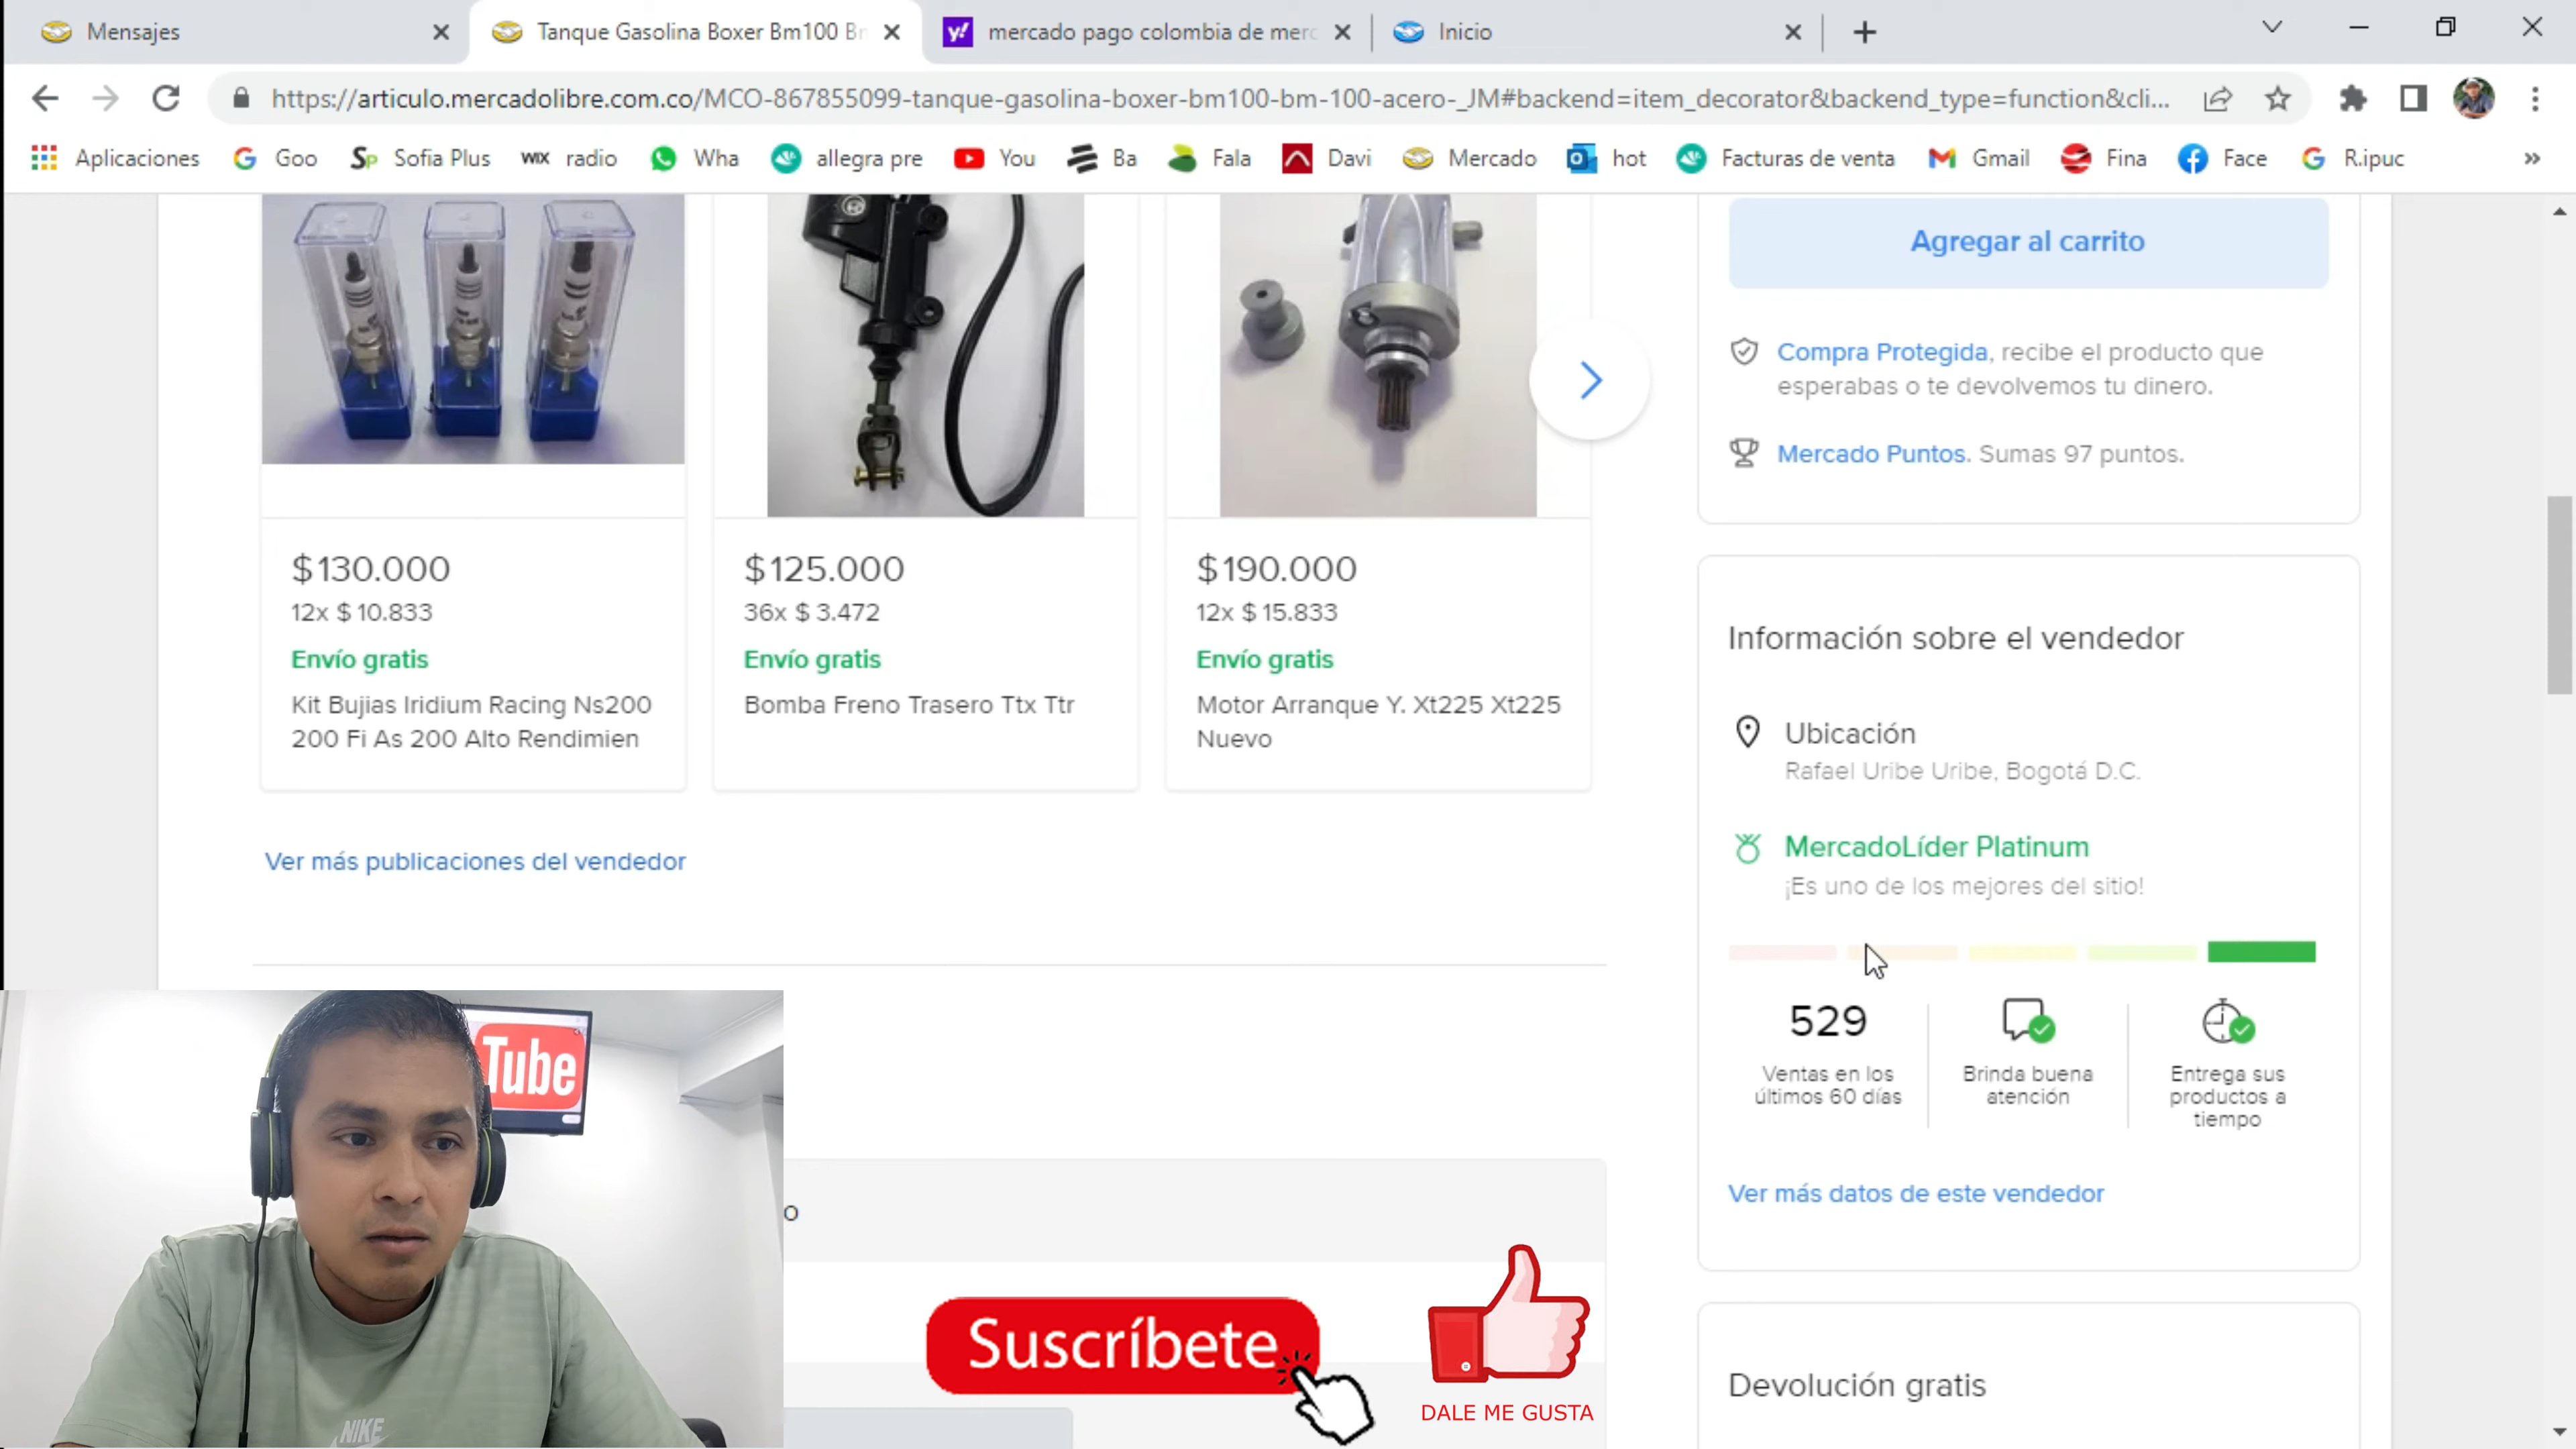 Mensajes
Tanque Gasolina Boxer Bm100 Bm
mercado pago colombia de merc
Inicio
https://articulo.mercadolibre.com.co/MCO-867855099-tanque-gasolina-boxer-bm100-bm-100-acero-_JM#backend=item_decorator&backend_type=function&cli...
Aplicaciones
Goo
Sofia Plus
WIX radio
Wha
allegra pre
You
Ba
Fala
Davi
Mercado
hot
Facturas de venta
Gmail
Fina
Face
R.ipuc
»
$130.000
12x $ 10.833
Envío gratis
Kit Bujias Iridium Racing Ns200
200 Fi As 200 Alto Rendimien
$125.000
36x $ 3.472
Envío gratis
Bomba Freno Trasero Ttx Ttr
$190.000
12x $ 15.833
Envío gratis
Motor Arranque Y. Xt225 Xt225
Nuevo
Ver más publicaciones del vendedor
Agregar al carrito
Compra Protegida, recibe el producto que
esperabas o te devolvemos tu dinero.
Mercado Puntos. Sumas 97 puntos.
Información sobre el vendedor
Ubicación
Rafael Uribe Uribe, Bogotá D.C.
MercadoLíder Platinum
¡Es uno de los mejores del sitio!
529
Ventas en los
últimos 60 días
Brinda buena
atención
Entrega sus
productos a
tiempo
Ver más datos de este vendedor
Devolución gratis
Tube
NIKE
o
Suscríbete
DALE ME GUSTA